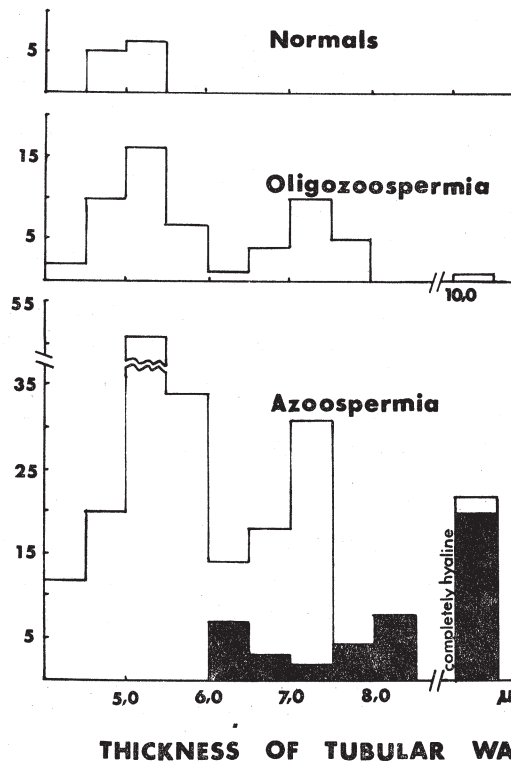 Normals
5
15
Oligozoospermia
5
10,0
55
35
Azoospermia
25
15
completely hyaline
5
5,0 6,0 7,0 8,0 µ
THICKNESS OF TUBULAR WA